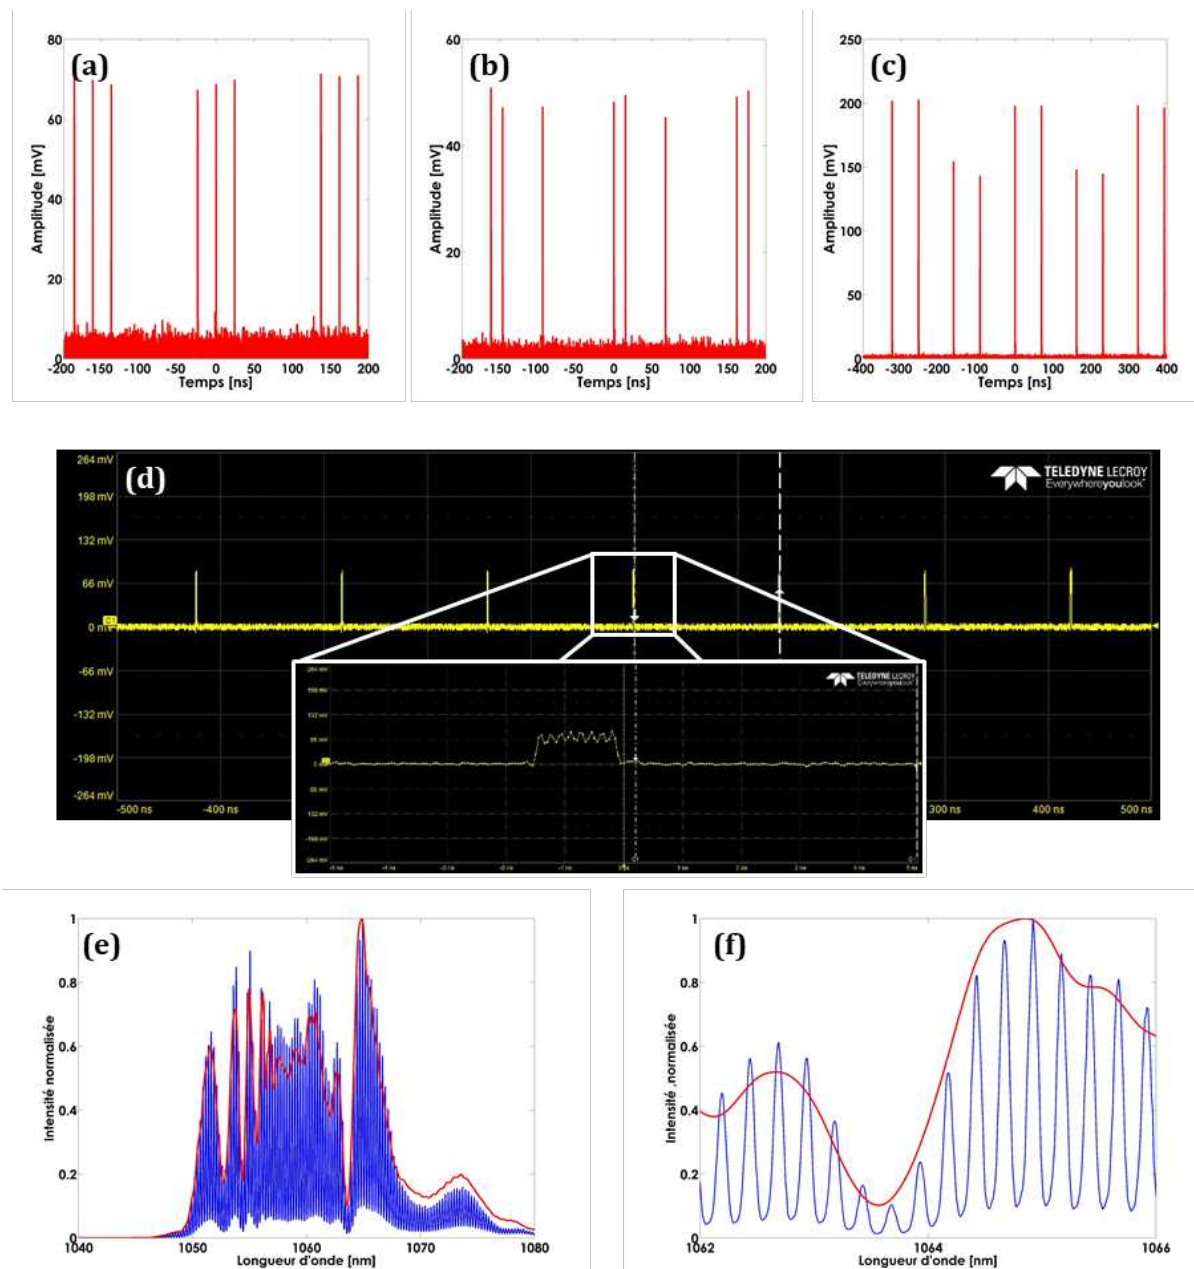 (a)
80
60
40
20
0
Amplitude [mV]
-200 -150 -100 -50 0 50 100 150 200
Temps [ns]
(b)
60
40
20
0
Amplitude [mV]
-200 -150 -100 -50 0 50 100 150 200
Temps [ns]
(c)
250
200
150
100
50
0
Amplitude [mV]
-400 -300 -200 -100 0 100 200 300 400
Temps [ns]
(d)
264 mV
198 mV
132 mV
66 mV
C1
0 mV
-66 mV
-132 mV
-198 mV
-264 mV
-500 ns -400 ns 300 ns 400 ns 500 ns
TELEDYNE LECROY
Everywhereyoulook™
TELEDYNE LECROY
Everywhereyoulook
(e)
1
0.8
0.6
0.4
0.2
0
Intensité normalisée
1040 1050 1060 1070 1080
Longueur d'onde [nm]
(f)
1
0.8
0.6
0.4
0.2
0
Intensité ,normalisée
1062 1064 1066
Longueur d'onde [nm]